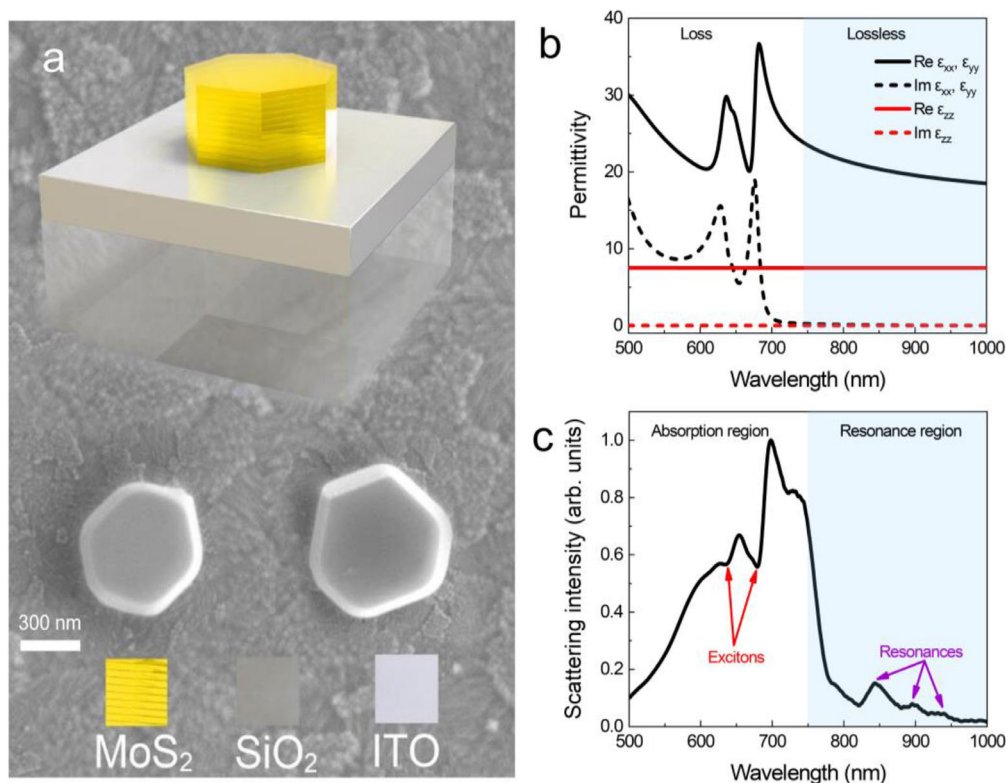 a
300 nm
MoS₂ SiO₂ ITO
b
Loss Lossless
Re εxx, εyy
Im εxx, εyy
Re εzz
Im εzz
Permittivity
40
30
20
10
0
500 600 700 800 900 1000
Wavelength (nm)
c
Absorption region Resonance region
Excitons
Resonances
Scattering intensity (arb. units)
1.0
0.8
0.6
0.4
0.2
0.0
500 600 700 800 900 1000
Wavelength (nm)